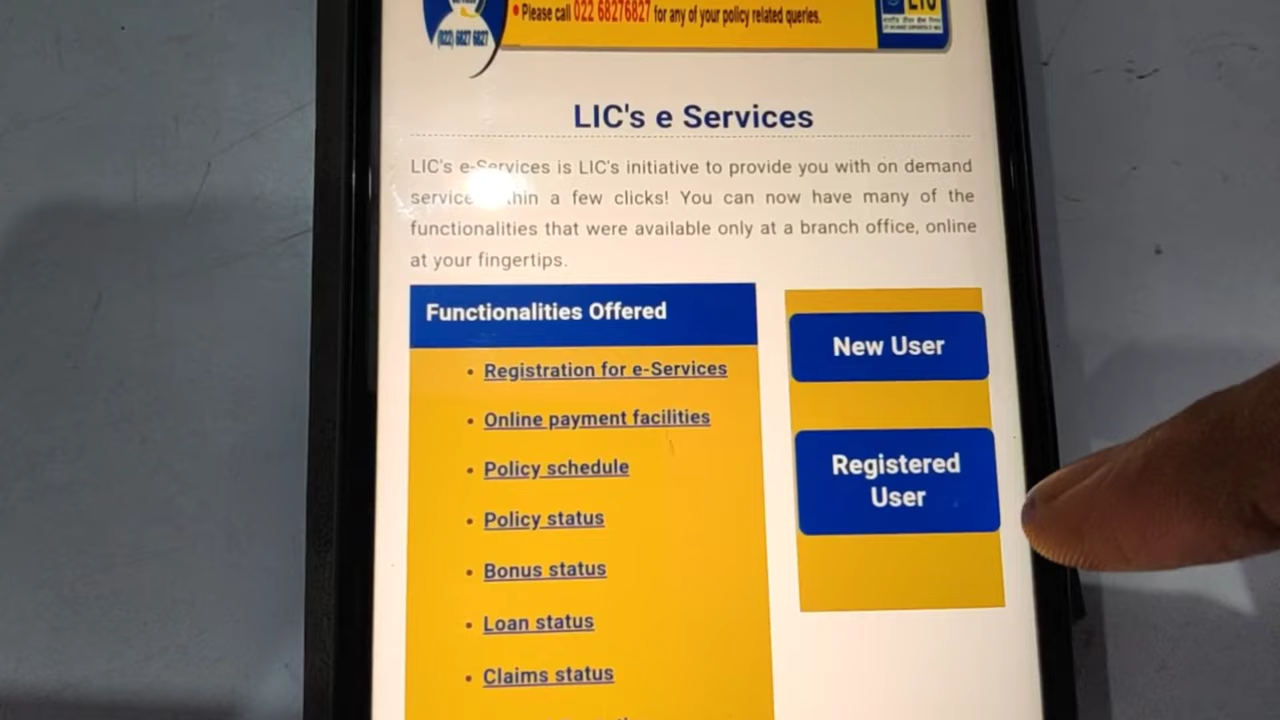 • Please call 022 68276827 for any of your policy related queries.
(022) 6827 6827
LIC's e Services
LIC's e-Services is LIC's initiative to provide you with on demand
a few clicks! You can now have many of the
functionalities that were available only at a branch office, online
at your fingertips.
Functionalities Offered
• Registration for e-Services
• Online payment facilities
• Policy schedule
• Policy status
• Bonus status
• Loan status
• Claims status
New User
Registered
User